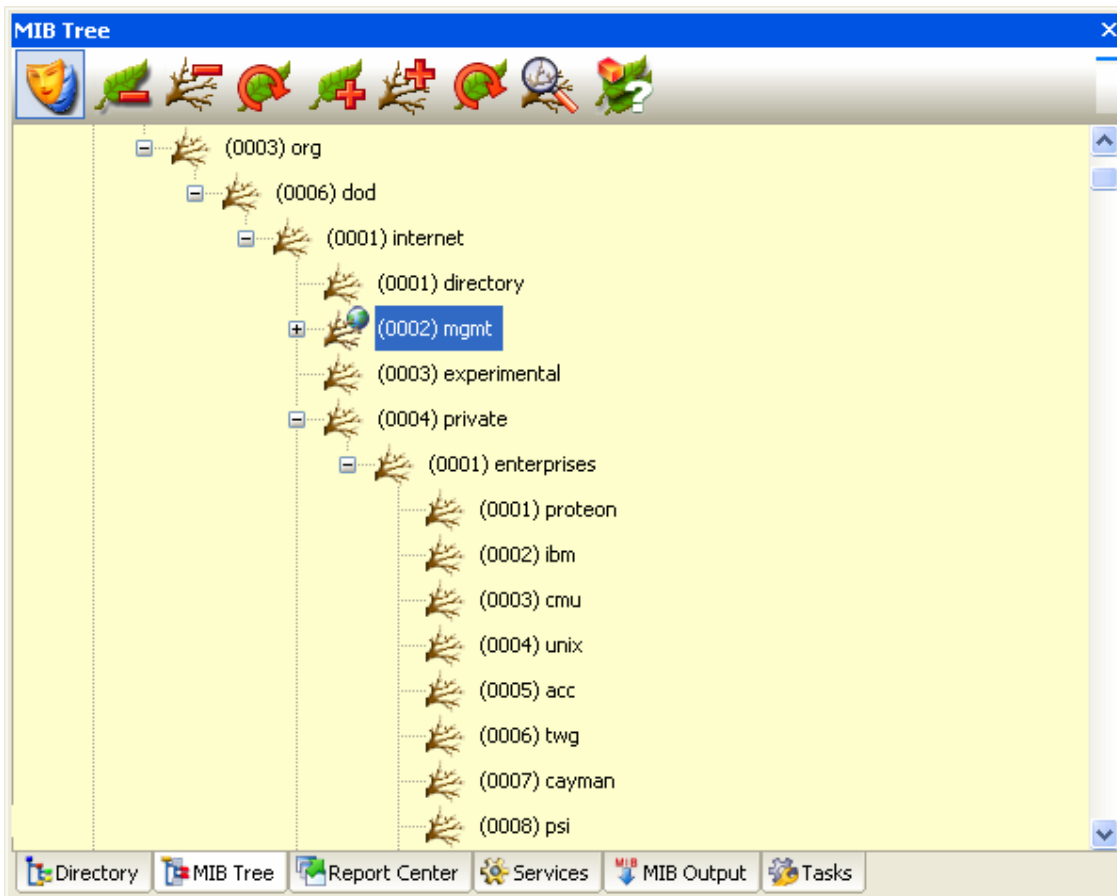 MIB Tree
(0003) org
(0006) dod
(0001) internet
(0001) directory
(0002) mgmt
(0003) experimental
(0004) private
(0001) enterprises
(0001) proteon
(0002) ibm
(0003) cmu
(0004) unix
(0005) acc
(0006) twg
(0007) cayman
(0008) psi
Directory MIB Tree Report Center Services MIB MIB Output Tasks